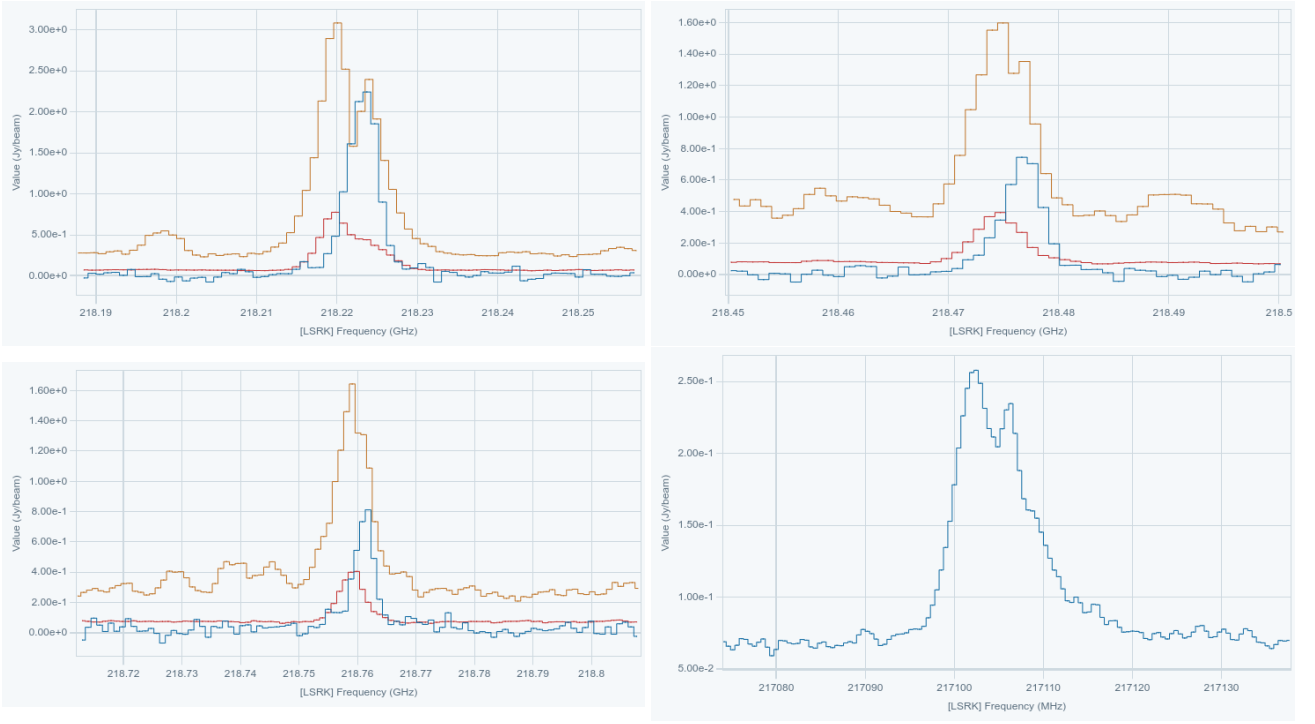 3.00e+0
2.50e+0
2.00e+0
1.50e+0
1.00e+0
5.00e-1
0.00e+0
Value (Jy/beam)
218.19 218.2 218.21 218.22 218.23 218.24 218.25
[LSRK] Frequency (GHz)
1.60e+0
1.40e+0
1.20e+0
1.00e+0
8.00e-1
6.00e-1
4.00e-1
2.00e-1
0.00e+0
Value (Jy/beam)
218.45 218.46 218.47 218.48 218.49 218.5
[LSRK] Frequency (GHz)
1.60e+0
1.40e+0
1.20e+0
1.00e+0
8.00e-1
6.00e-1
4.00e-1
2.00e-1
0.00e+0
Value (Jy/beam)
218.72 218.73 218.74 218.75 218.76 218.77 218.78 218.79 218.8
[LSRK] Frequency (GHz)
2.50e-1
2.00e-1
1.50e-1
1.00e-1
5.00e-2
Value (Jy/beam)
217080 217090 217100 217110 217120 217130
[LSRK] Frequency (MHz)